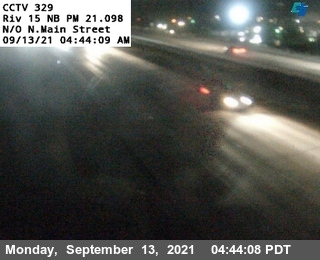 CCTV 329
Riv 15 NB PM 21.098
N/O N.Main Street
09/13/21 04:44:09 AM
Monday, September 13, 2021 04:44:08 PDT